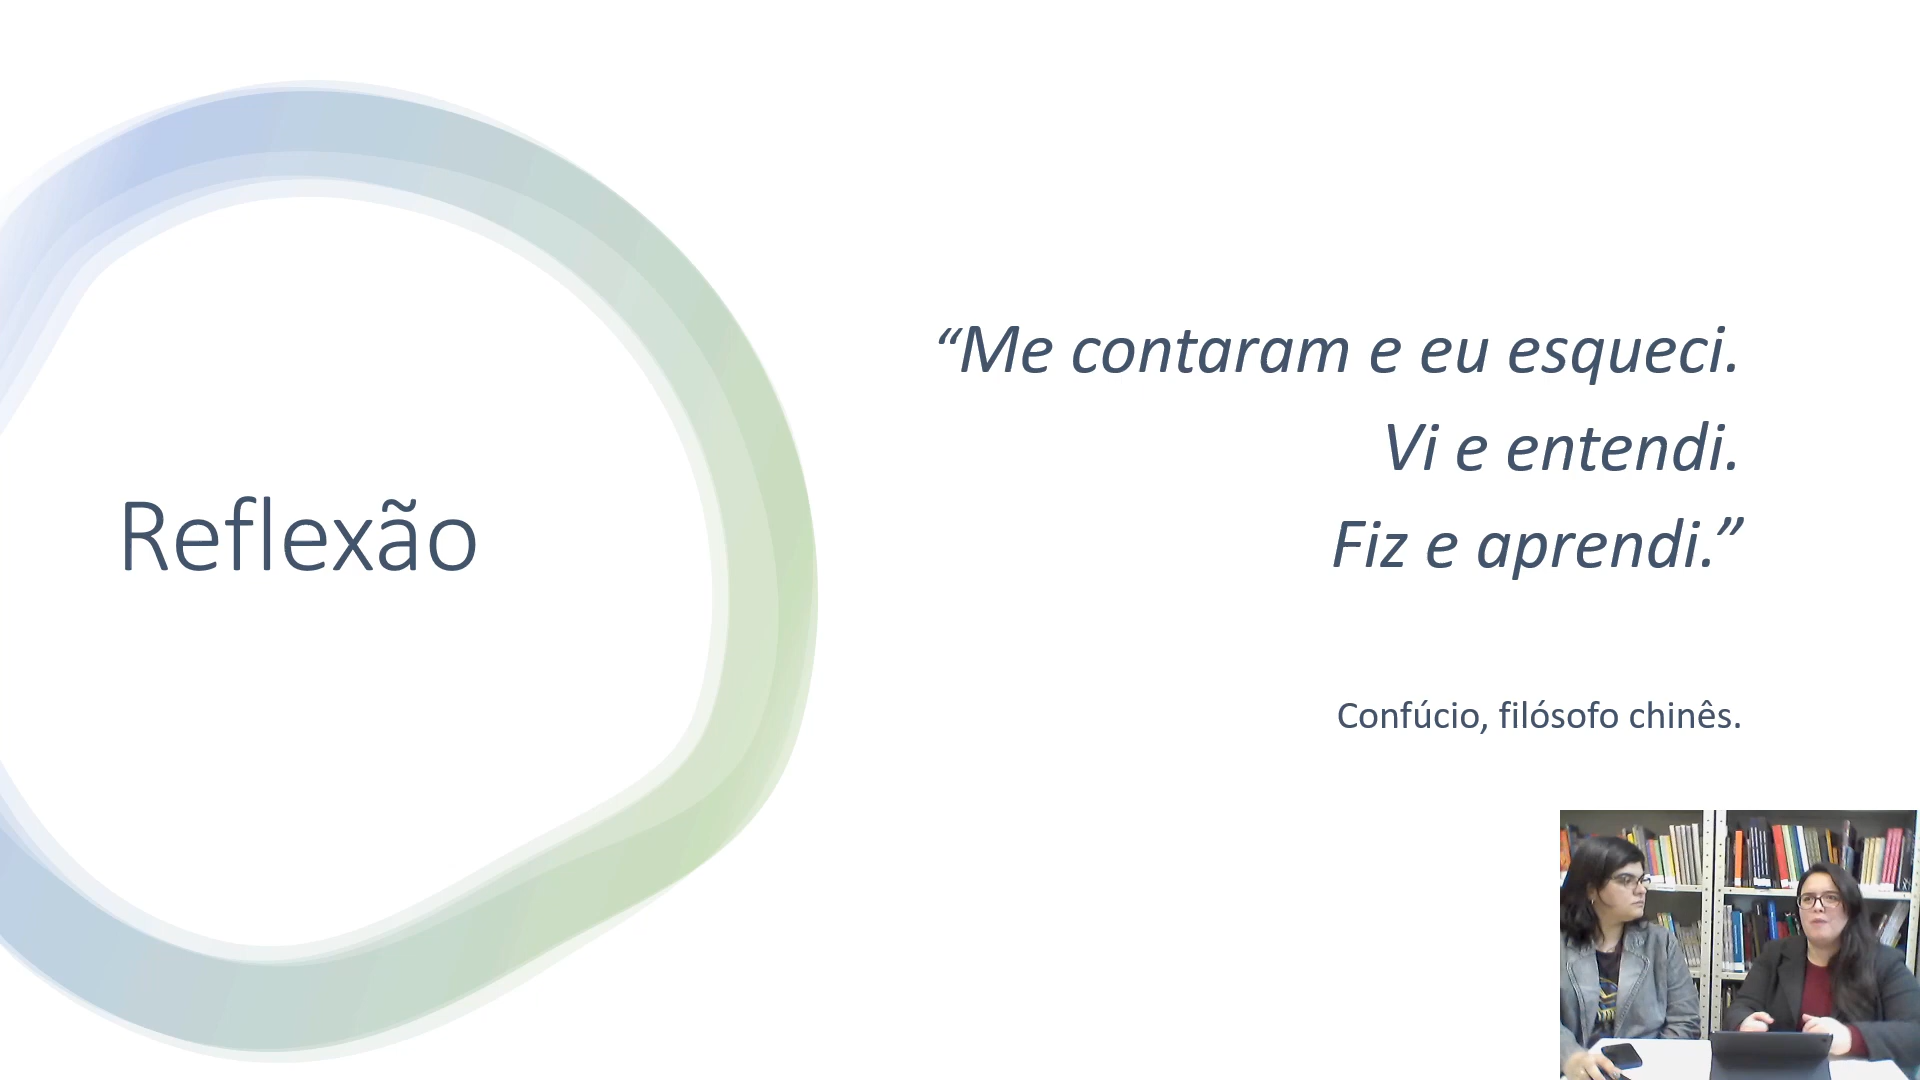 Reflexão
“Me contaram e eu esqueci.
Vi e entendi.
Fiz e aprendi.”
Confúcio, filósofo chinês.